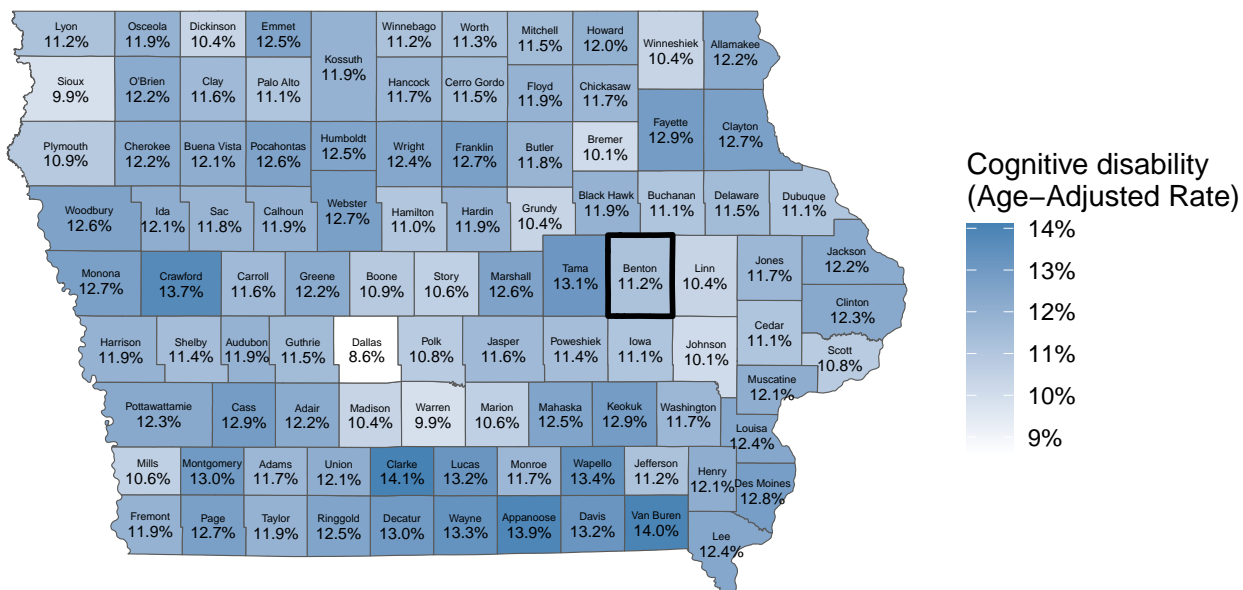 Lyon
11.2%
Osceola
11.9%
Dickinson
10.4%
Emmet
12.5%
Kossuth
11.9%
Winnebago
11.2%
Worth
11.3%
Mitchell
11.5%
Howard
12.0%
Winneshiek
10.4%
Allamakee
12.2%
Sioux
9.9%
O'Brien
12.2%
Clay
11.6%
Palo Alto
11.1%
Hancock
11.7%
Cerro Gordo
11.5%
Floyd
11.9%
Chickasaw
11.7%
Plymouth
10.9%
Cherokee
12.2%
Buena Vista
12.1%
Pocahontas
12.6%
Humboldt
12.5%
Wright
12.4%
Franklin
12.7%
Butler
11.8%
Bremer
10.1%
Fayette
12.9%
Clayton
12.7%
Woodbury
12.6%
Ida
12.1%
Sac
11.8%
Calhoun
11.9%
Webster
12.7%
Hamilton
11.0%
Hardin
11.9%
Grundy
10.4%
Black Hawk
11.9%
Buchanan
11.1%
Delaware
11.5%
Dubuque
11.1%
Monona
12.7%
Crawford
13.7%
Carroll
11.6%
Greene
12.2%
Boone
10.9%
Story
10.6%
Marshall
12.6%
Tama
13.1%
Benton
11.2%
Linn
10.4%
Jones
11.7%
Jackson
12.2%
Clinton
12.3%
Harrison
11.9%
Shelby
11.4%
Audubon
11.9%
Guthrie
11.5%
Dallas
8.6%
Polk
10.8%
Jasper
11.6%
Poweshiek
11.4%
Iowa
11.1%
Johnson
10.1%
Cedar
11.1%
Scott
10.8%
Muscatine
12.1%
Pottawattamie
12.3%
Cass
12.9%
Adair
12.2%
Madison
10.4%
Warren
9.9%
Marion
10.6%
Mahaska
12.5%
Keokuk
12.9%
Washington
11.7%
Louisa
12.4%
Mills
10.6%
Montgomery
13.0%
Adams
11.7%
Union
12.1%
Clarke
14.1%
Lucas
13.2%
Monroe
11.7%
Wapello
13.4%
Jefferson
11.2%
Henry
12.1%
Des Moines
12.8%
Fremont
11.9%
Page
12.7%
Taylor
11.9%
Ringgold
12.5%
Decatur
13.0%
Wayne
13.3%
Appanoose
13.9%
Davis
13.2%
Van Buren
14.0%
Lee
12.4%
Cognitive disability
(Age−Adjusted Rate)
14%
13%
12%
11%
10%
9%